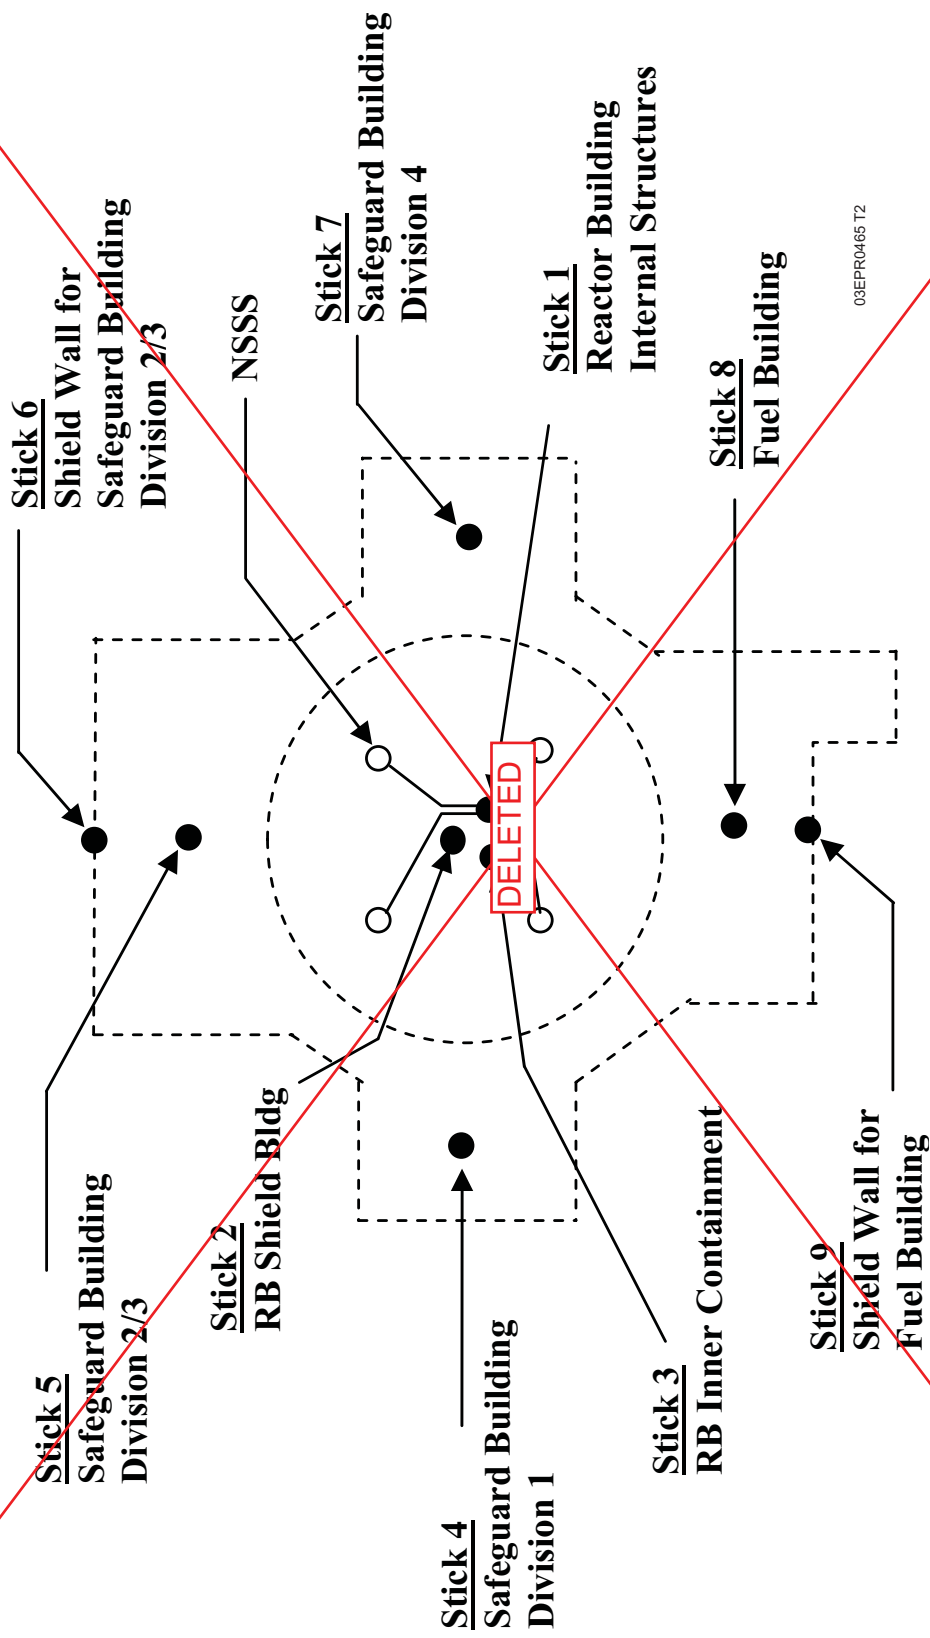 Stick 6
Shield Wall for
Safeguard Building
Division 2/3
NSSS
Stick 7
Safeguard Building
Division 4
Stick 1
Reactor Building
Internal Structures
Stick 8
Fuel Building
03EPR0465 T2
DELETED
Stick 5
Safeguard Building
Division 2/3
Stick 2
RB Shield Bldg
Stick 4
Safeguard Building
Division 1
Stick 3
RB Inner Containment
Stick 9
Shield Wall for
Fuel Building